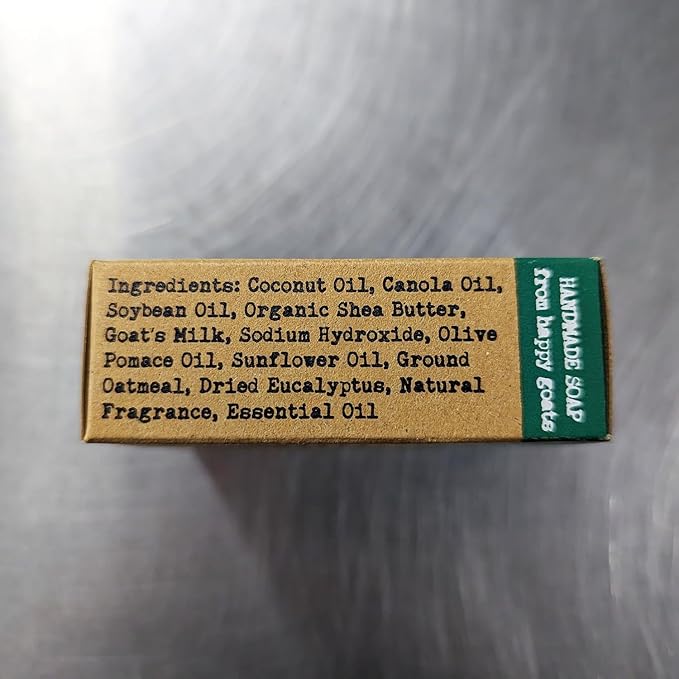 Ingredients: Coconut Oil, Canola Oil,
Soybean Oil, Organic Shea Butter,
Goat's Milk, Sodium Hydroxide, Olive
Pomace Oil, Sunflower Oil, Ground
Oatmeal, Dried Eucalyptus, Natural
Fragrance, Essential Oil
HANDMADE SOAP
from happy goats